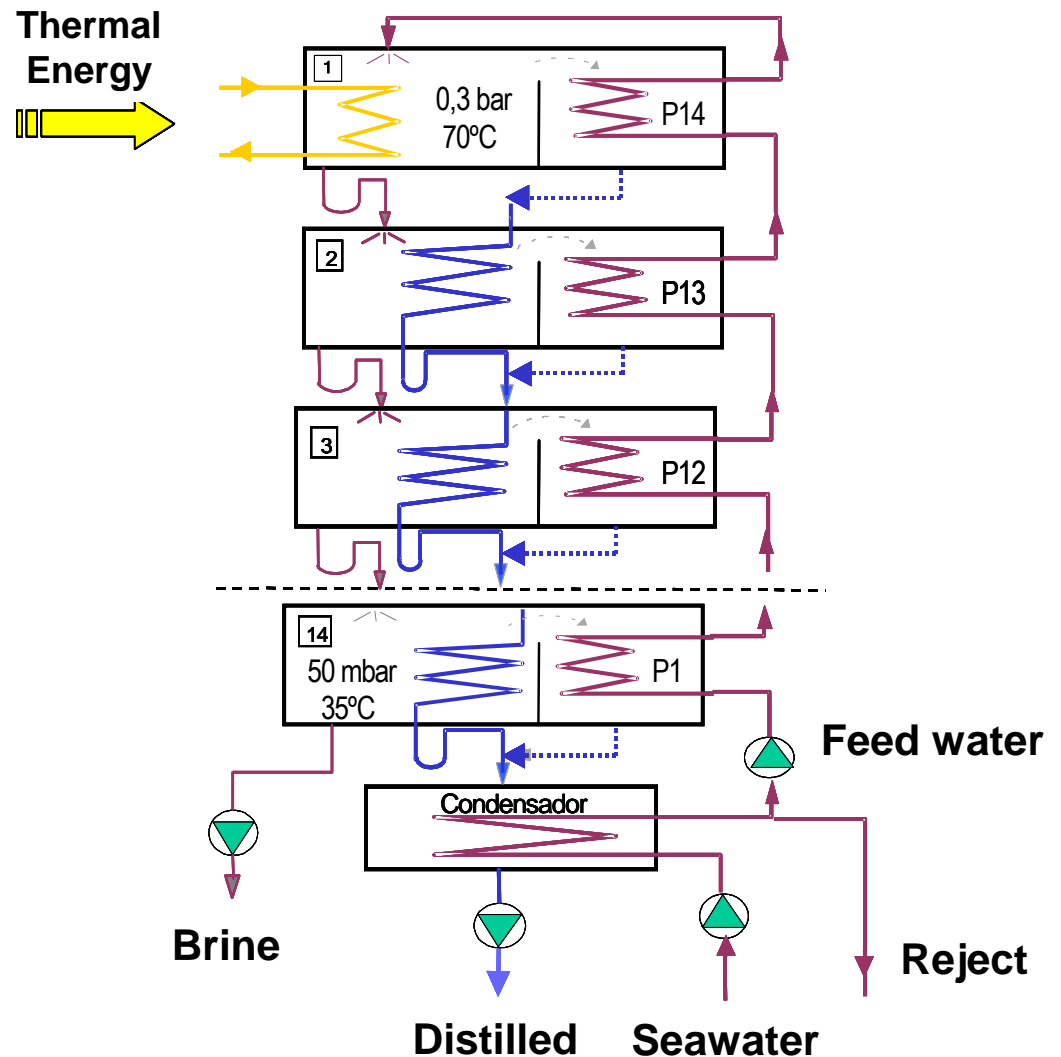 Thermal
Energy
1
0,3 bar
70ºC
P14
2
P13
3
P12
14
50 mbar
35ºC
P1
Feed water
Condensador
Brine
Reject
Distilled
Seawater